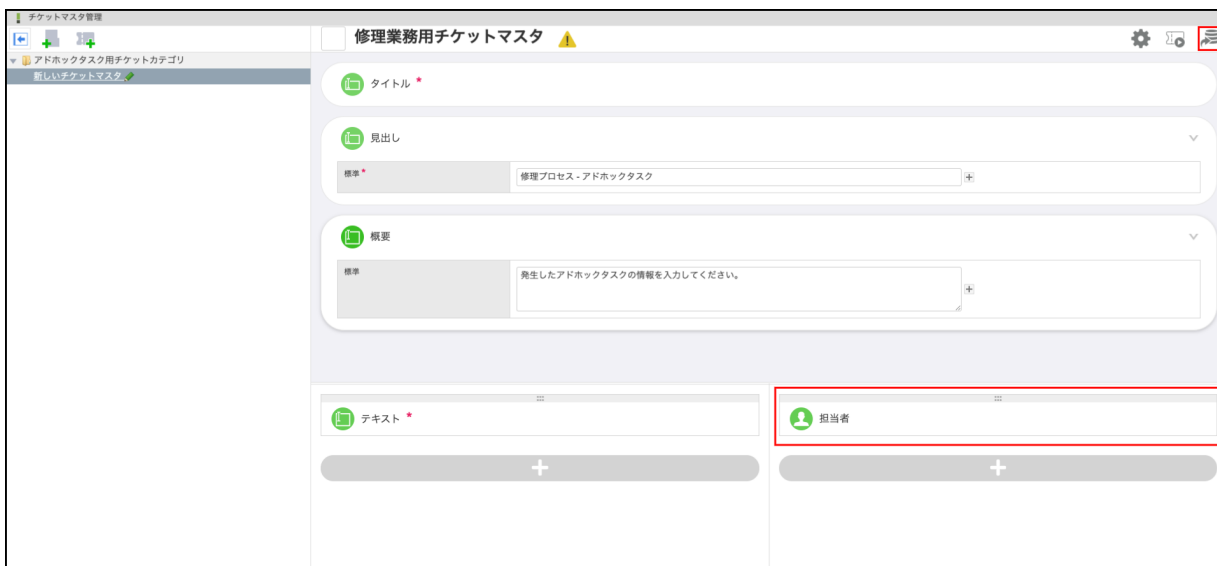 チケットマスタ管理
修理業務用チケットマスタ
アドホックタスク用チケットカテゴリ
新しいチケットマスタ
タイトル *
見出し
標準 *
修理プロセス - アドホックタスク
概要
標準
発生したアドホックタスクの情報を入力してください。
テキスト *
担当者